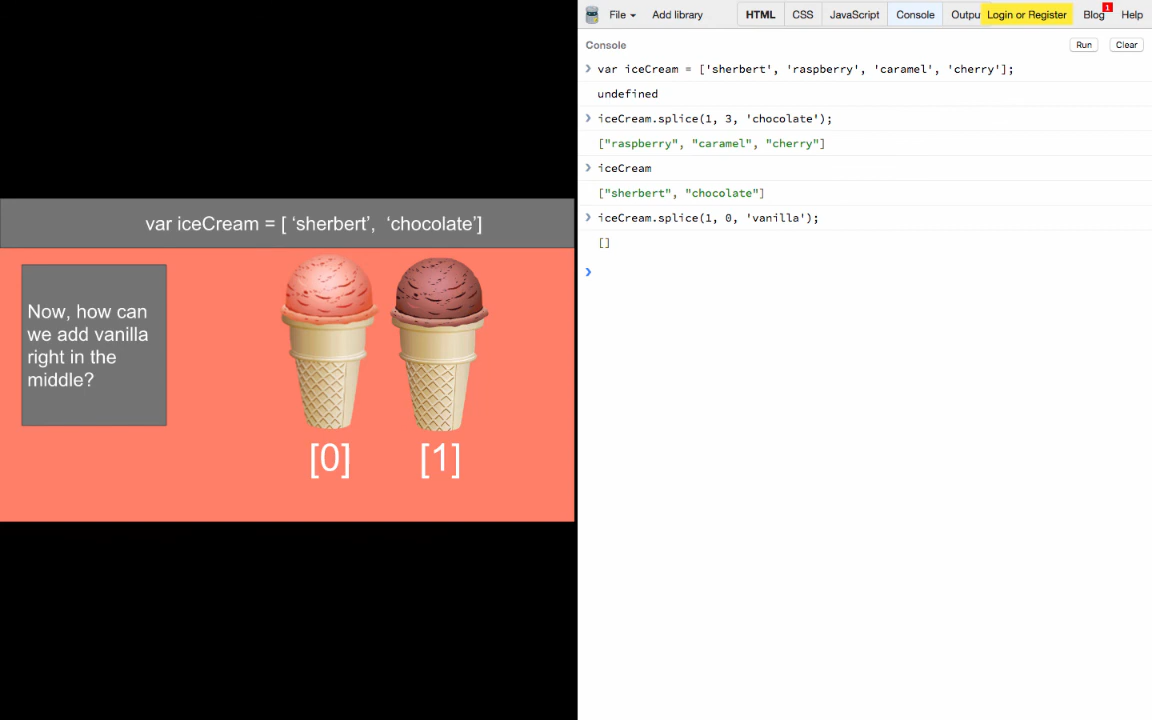 var iceCream = [ ‘sherbert’, ‘chocolate’]
Now, how can
we add vanilla
right in the
middle?
[0] [1]
File Add library HTML CSS JavaScript Console Outpu Login or Register Blog 1 Help
Console Run Clear
> var iceCream = ['sherbert', 'raspberry', 'caramel', 'cherry'];
undefined
> iceCream.splice(1, 3, 'chocolate');
["raspberry", "caramel", "cherry"]
> iceCream
["sherbert", "chocolate"]
> iceCream.splice(1, 0, 'vanilla');
[]
>